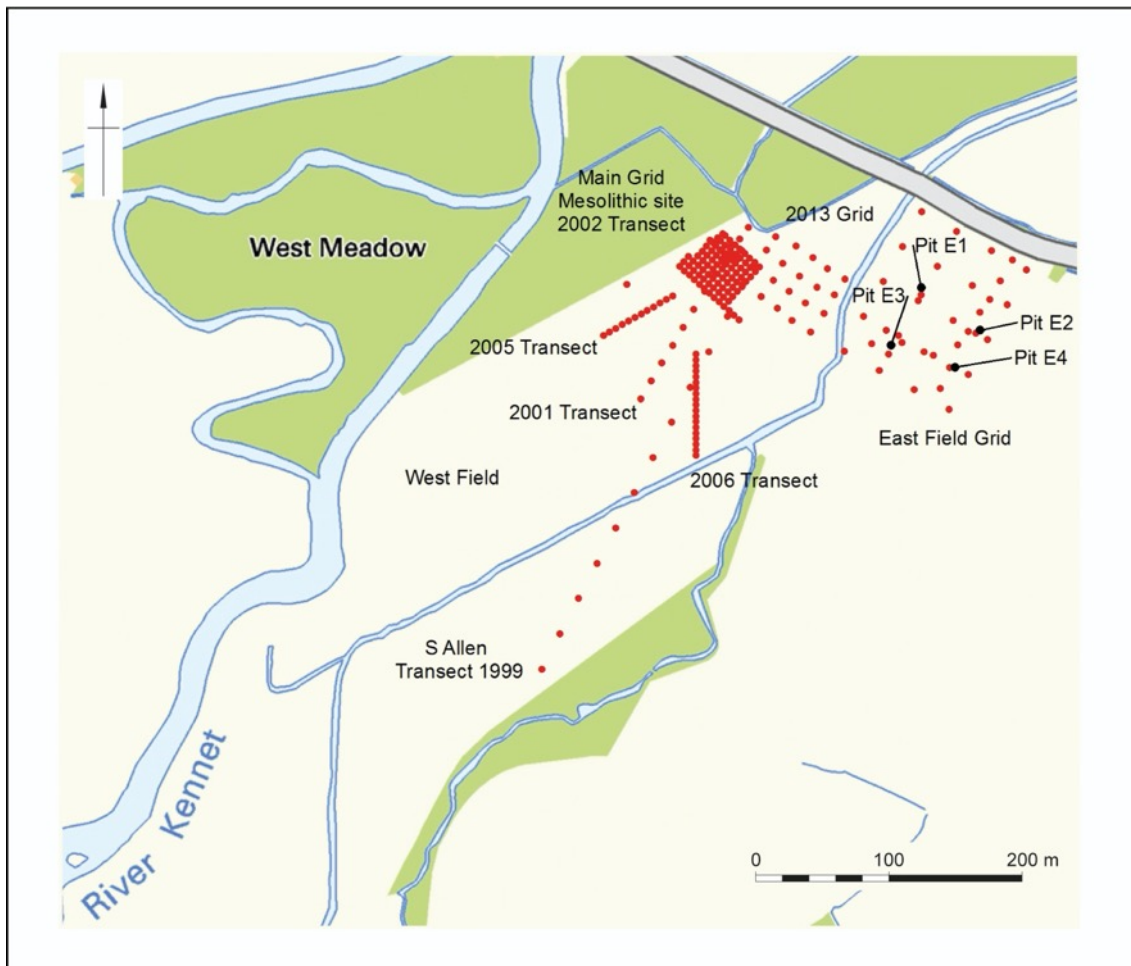 Main Grid
Mesolithic site
2002 Transect
2013 Grid
West Meadow
Pit E1
Pit E3
Pit E2
2005 Transect
Pit E4
2001 Transect
East Field Grid
West Field
2006 Transect
S Allen
Transect 1999
River Kennet
0 100 200 m